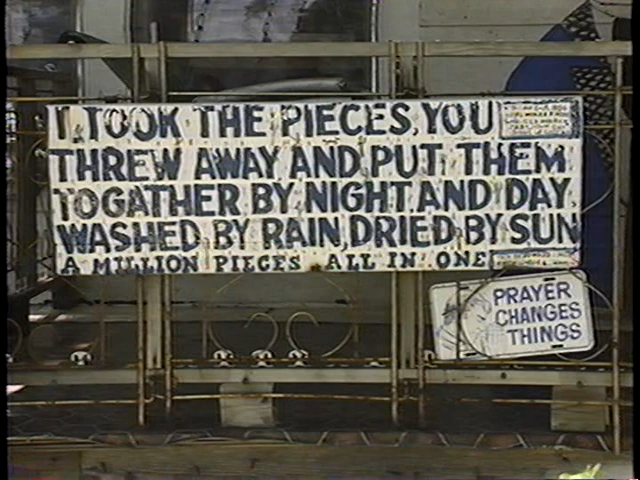 I TOOK THE PIECES, YOU
THREW AWAY AND PUT THEM
TOGATHER BY NIGHT AND DAY,
WASHED BY RAIN, DRIED BY SUN
A MILLION PIECES ALL IN ONE
PRAYER
CHANGES
THINGS